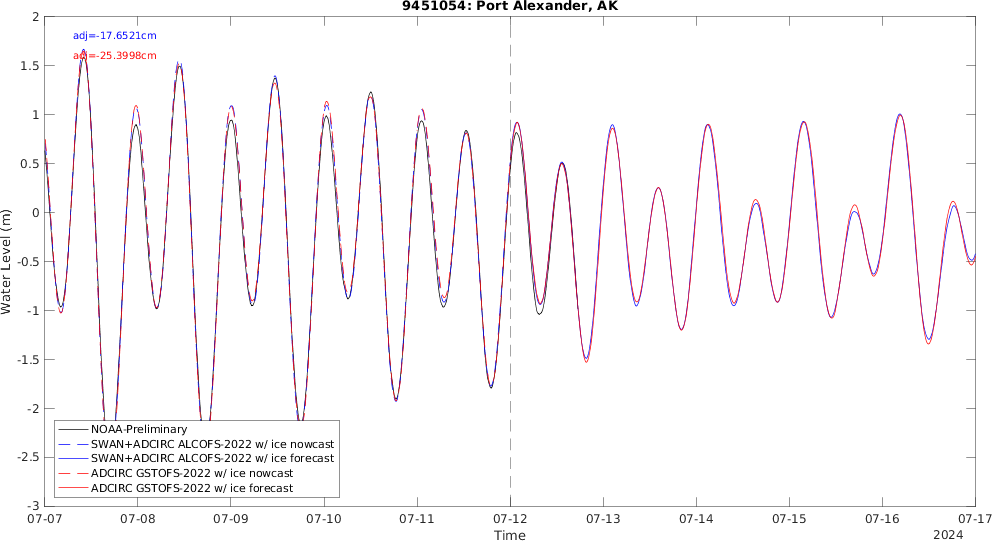 9451054: Port Alexander, AK
adj=-17.6521cm
adj=-25.3998cm
Water Level (m)
2
1.5
1
0.5
0
-0.5
-1
-1.5
-2
-2.5
-3
NOAA-Preliminary
SWAN+ADCIRC ALCOFS-2022 w/ ice nowcast
SWAN+ADCIRC ALCOFS-2022 w/ ice forecast
ADCIRC GSTOFS-2022 w/ ice nowcast
ADCIRC GSTOFS-2022 w/ ice forecast
07-07 07-08 07-09 07-10 07-11 07-12 07-13 07-14 07-15 07-16 07-17
Time
2024